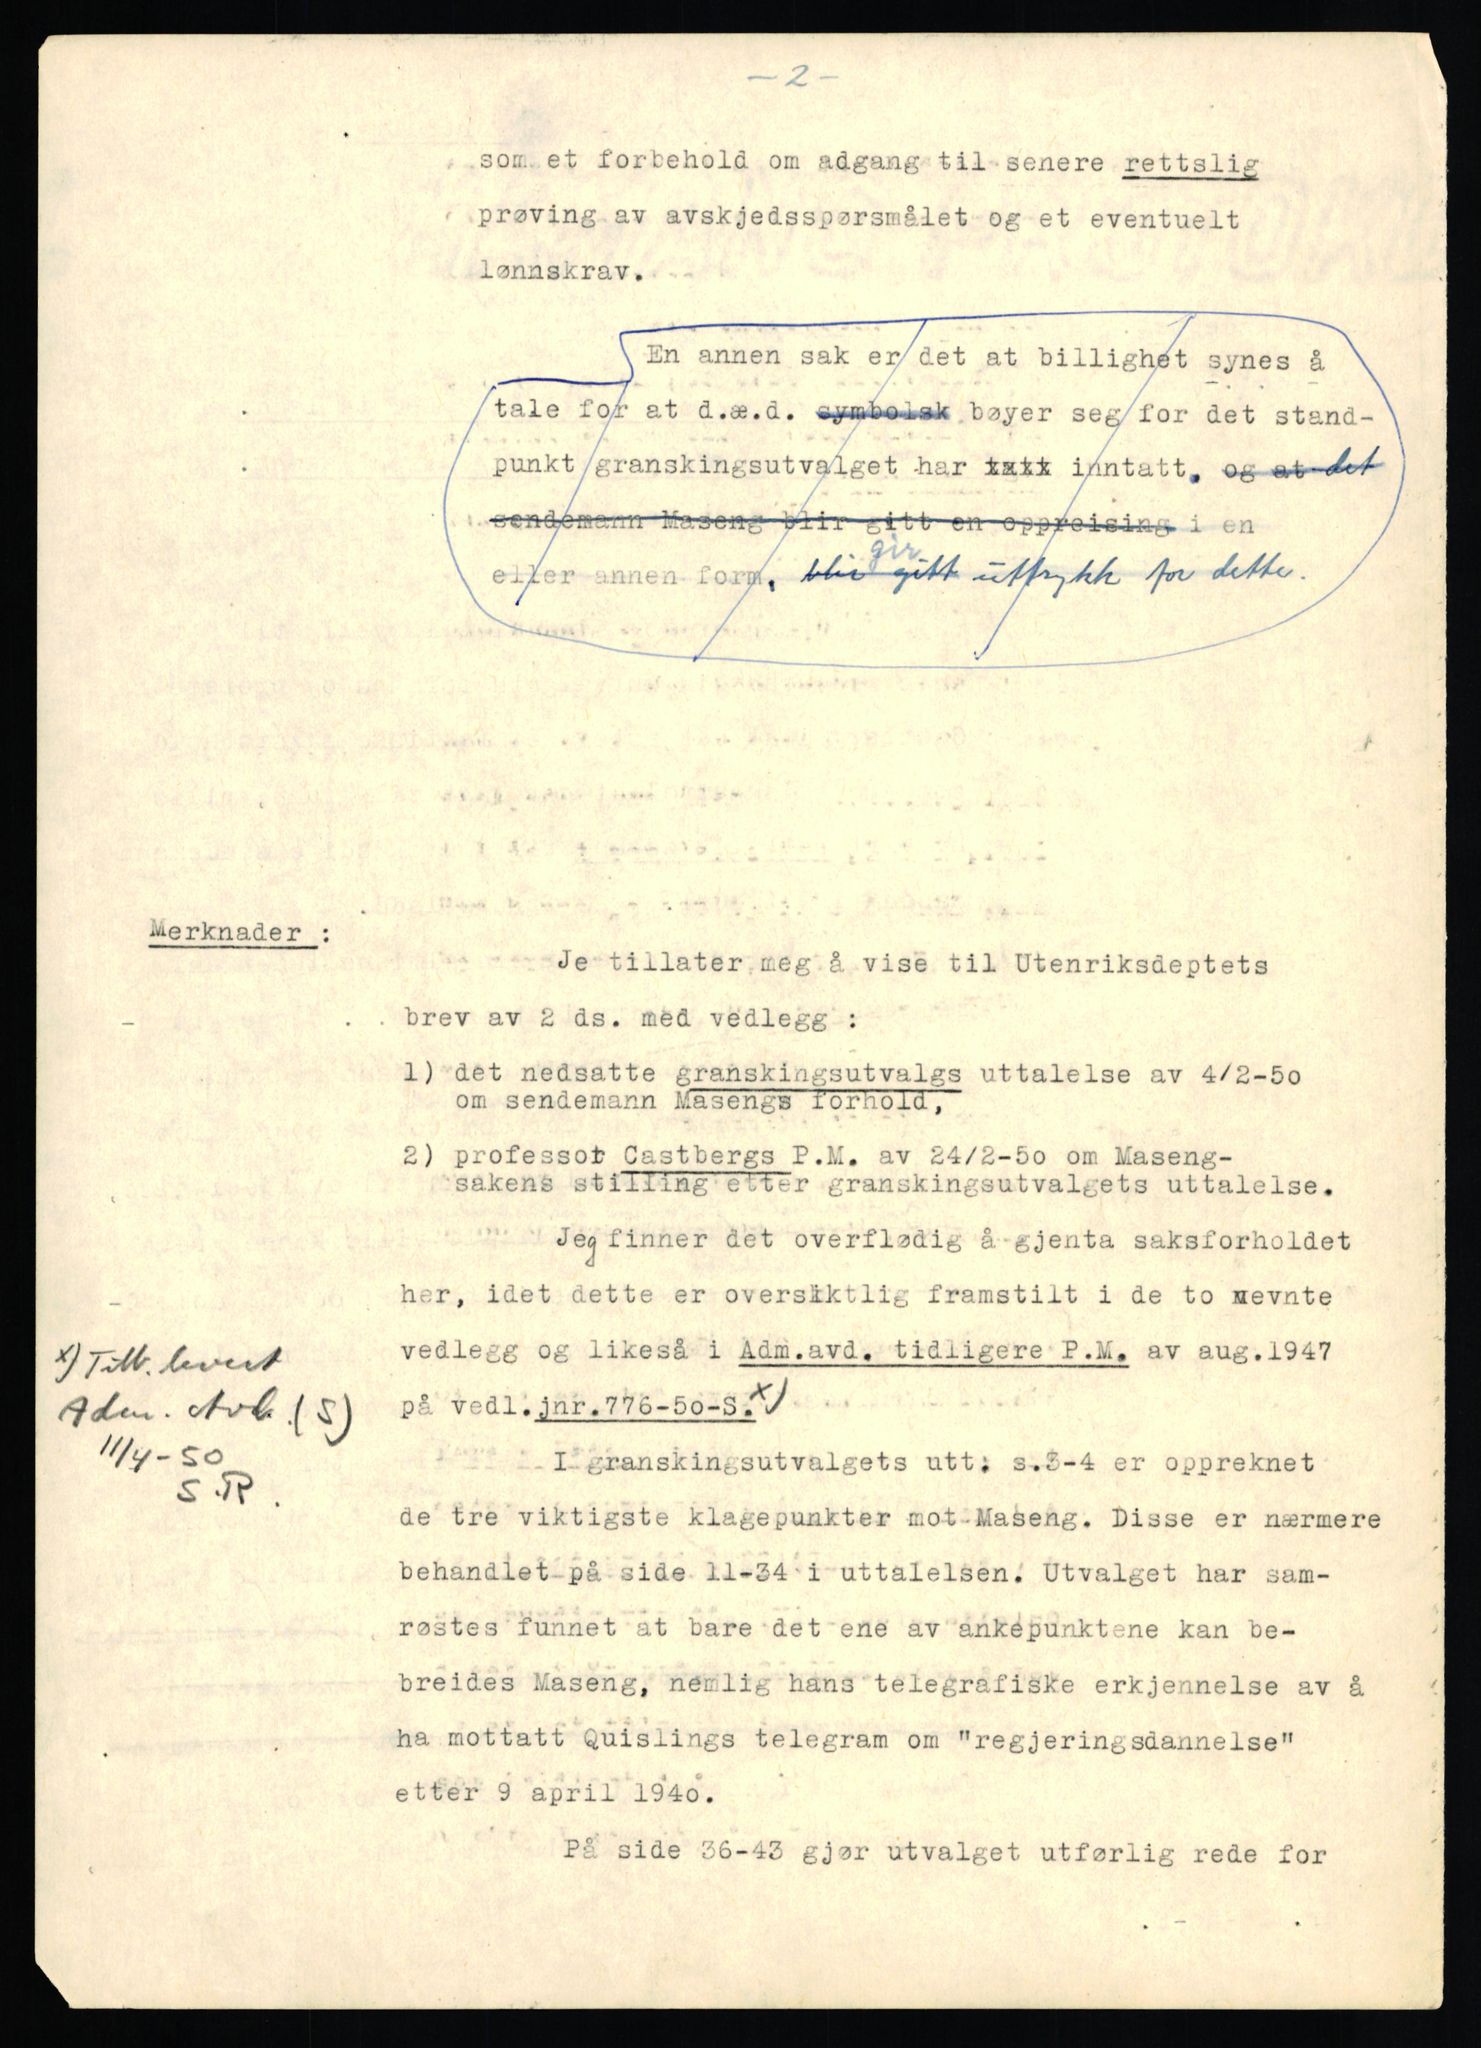 - 2 -
som et forbehold om adgang til senere rettslig
prøving av avskjedsspørsmålet og et eventuelt
lønnskrav.
En annen sak er det at billighet synes å
tale for at d.æ.d. symbolsk bøyer seg for det stand-
punkt granskingsutvalget har xxxx inntatt. og at det
sendemann Maseng blir gitt en oppreising i en
gir
eller annen form. blir gitt uttrykk for dette.
Merknader :
Je tillater meg å vise til Utenriksdeptets
brev av 2 ds. med vedlegg :
1) det nedsatte granskingsutvalgs uttalelse av 4/2-5o
om sendemann Masengs forhold,
2) professor Castbergs P.M. av 24/2-5o om Maseng-
sakens stilling etter granskingsutvalgets uttalelse.
Jeg finner det overflødig å gjenta saksforholdet
her, idet dette er oversiktlig framstilt i de to nevnte
vedlegg og likeså i Adm.avd. tidligere P.M. av aug.1947
på vedl.jnr.776-5o-S. x)
x) Tilb. levert
Adm. Avd. (S)
11/4-50
S.R.
I granskingsutvalgets utt. s.3-4 er oppreknet
de tre viktigste klagepunkter mot Maseng. Disse er nærmere
behandlet på side 11-34 i uttalelsen. Utvalget har sam-
røstes funnet at bare det ene av ankepunktene kan be-
breides Maseng, nemlig hans telegrafiske erkjennelse av å
ha mottatt Quislings telegram om "regjeringsdannelse"
etter 9 april 194o.
På side 36-43 gjør utvalget utførlig rede for